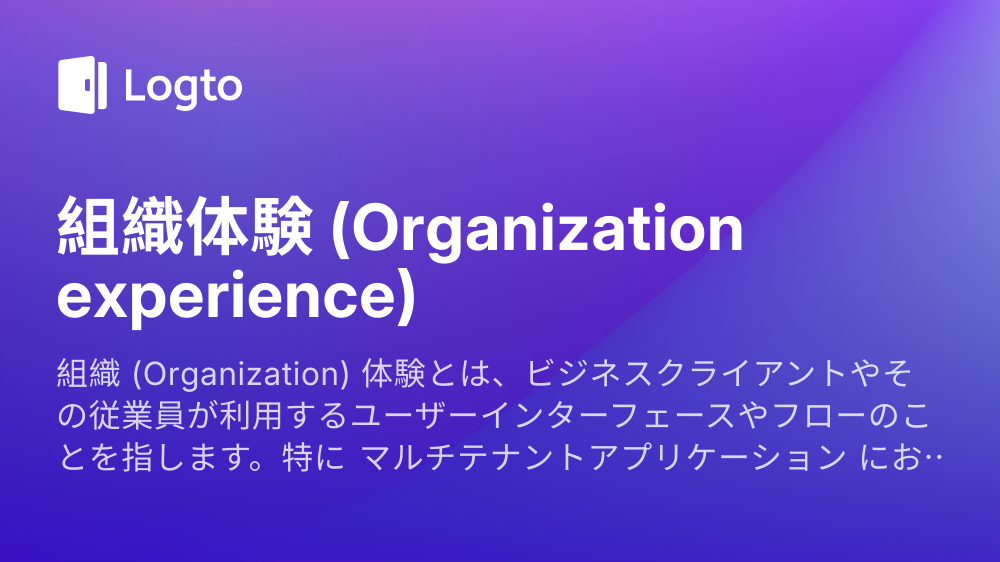 Logto
組織体験 (Organization
experience)
組織 (Organization) 体験とは、ビジネスクライアントやそ
の従業員が利用するユーザーインターフェースやフローのこ
とを指します。特に マルチテナントアプリケーション にお··